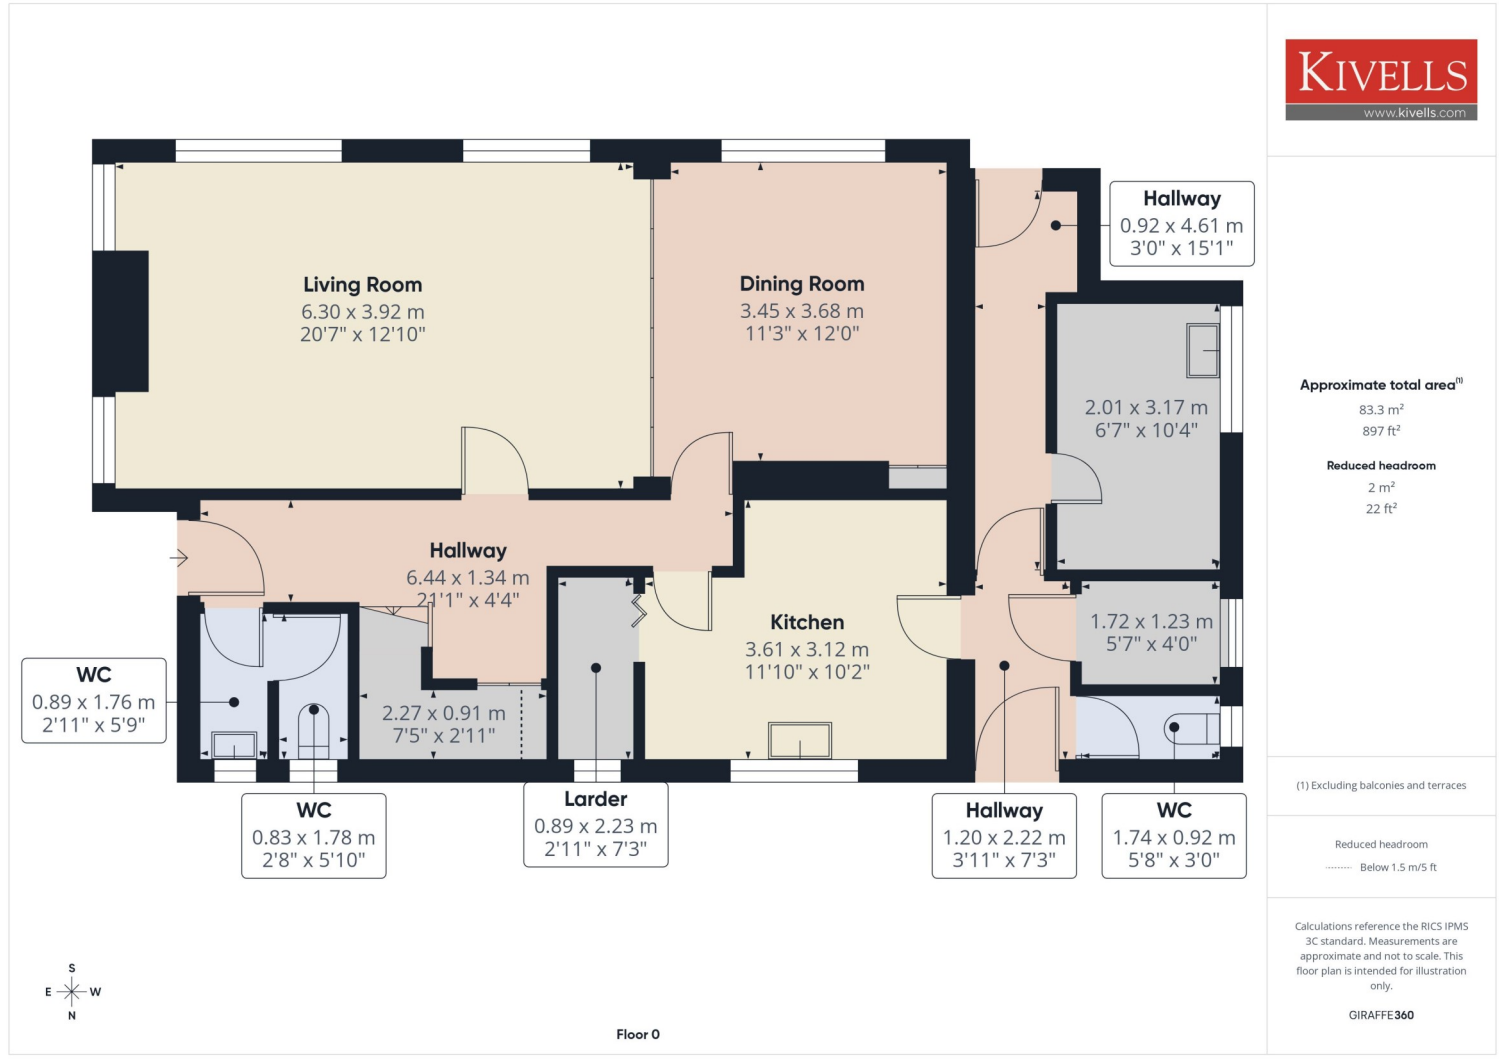 KIVELLS
www.kivells.com
Hallway
0.92 x 4.61 m
3'0" x 15'1"
Living Room
6.30 x 3.92 m
20'7" x 12'10"
Dining Room
3.45 x 3.68 m
11'3" x 12'0"
2.01 x 3.17 m
6'7" x 10'4"
Hallway
6.44 x 1.34 m
21'1" x 4'4"
Kitchen
3.61 x 3.12 m
11'10" x 10'2"
1.72 x 1.23 m
5'7" x 4'0"
WC
0.89 x 1.76 m
2'11" x 5'9"
2.27 x 0.91 m
7'5" x 2'11"
WC
0.83 x 1.78 m
2'8" x 5'10"
Larder
0.89 x 2.23 m
2'11" x 7'3"
Hallway
1.20 x 2.22 m
3'11" x 7'3"
WC
1.74 x 0.92 m
5'8" x 3'0"
S
E W
N
Floor 0
Approximate total area(1)
83.3 m²
897 ft²
Reduced headroom
2 m²
22 ft²
(1) Excluding balconies and terraces
Reduced headroom
Below 1.5 m/5 ft
Calculations reference the RICS IPMS
3C standard. Measurements are
approximate and not to scale. This
floor plan is intended for illustration
only.
GIRAFFE360